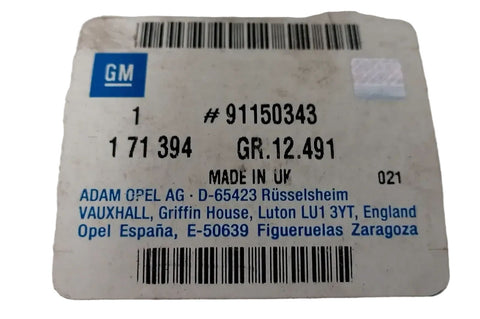 GM
1 # 91150343
1 71 394 GR.12.491
MADE IN UK 021
ADAM OPEL AG · D-65423 Rüsselsheim
VAUXHALL, Griffin House, Luton LU1 3YT, England
Opel España, E-50639 Figueruelas Zaragoza